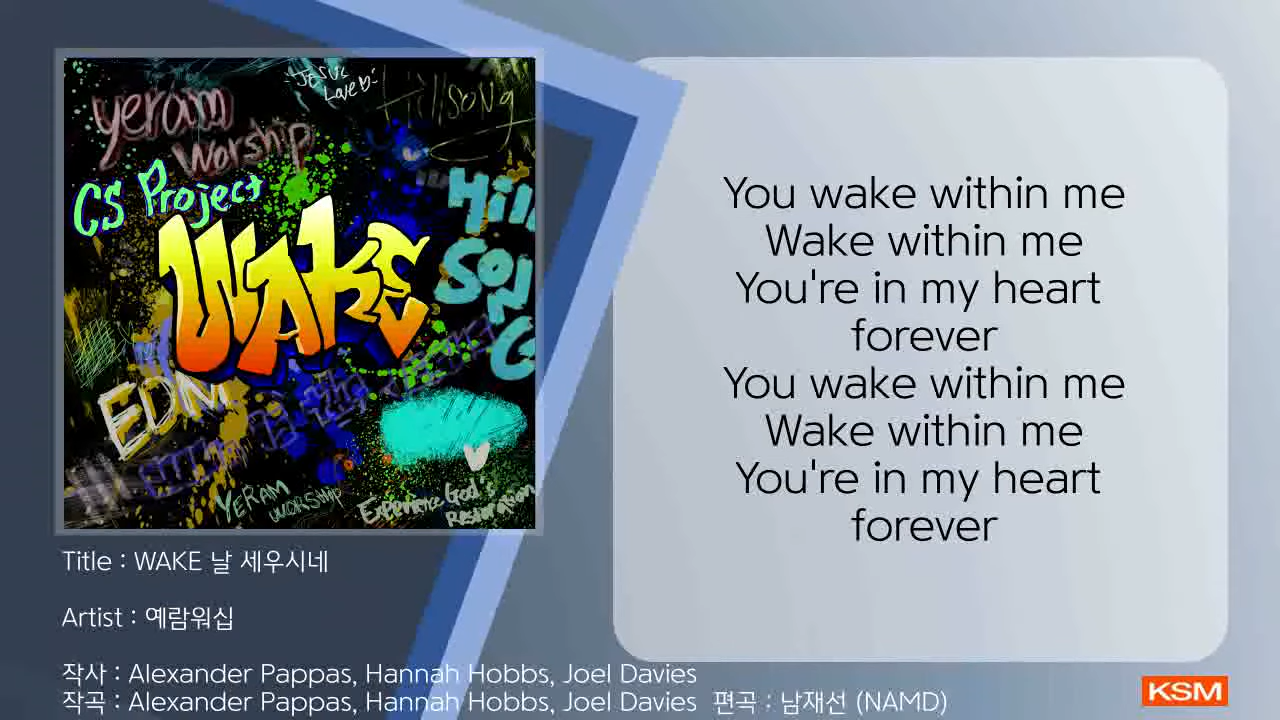 yeram
Worship
JESUS
LOVED
Hillsong
CS Project
WAKE
Hill
SONG
EDM
YERAM
WORSHIP
Experience God's
Restoration
You wake within me
Wake within me
You're in my heart
forever
You wake within me
Wake within me
You're in my heart
forever
Title : WAKE 날 세우시네
Artist : 예람워십
작사 : Alexander Pappas, Hannah Hobbs, Joel Davies
작곡 : Alexander Pappas, Hannah Hobbs, Joel Davies 편곡 : 남재선 (NAMD)
KSM